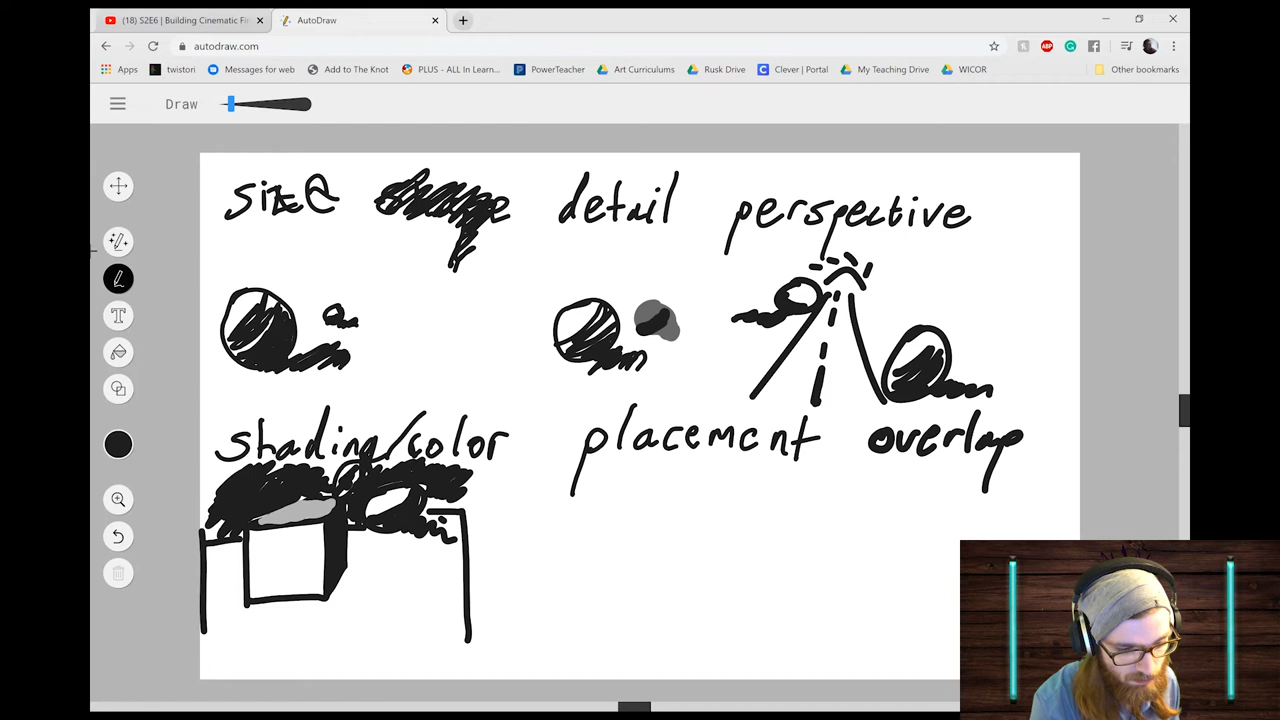 (18) S2E6 | Building Cinematic Fi
AutoDraw
autodraw.com
Apps twistori Messages for web Add to The Knot PLUS - ALL In Learn... PowerTeacher Art Curriculums Rusk Drive Clever | Portal My Teaching Drive WICOR Other bookmarks
Draw
size detail perspective
shading/color placement overlap